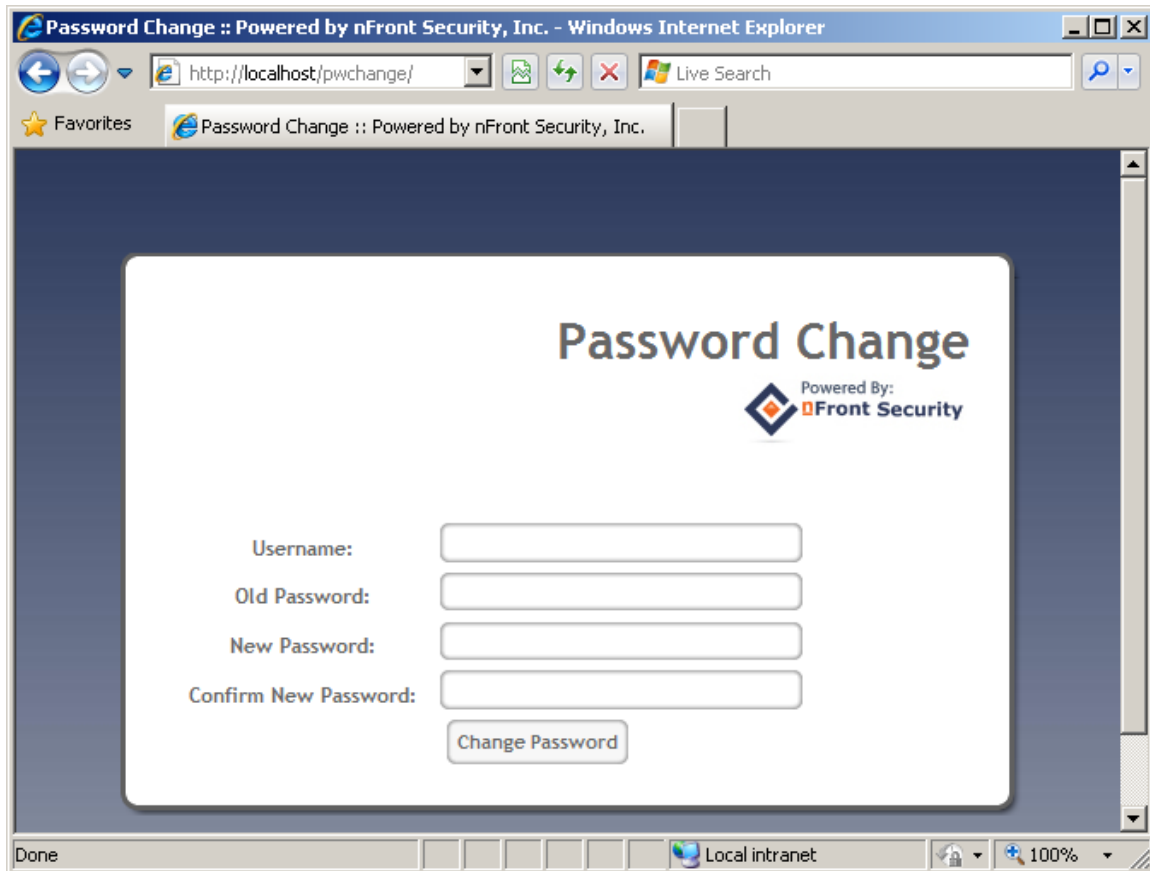 Password Change :: Powered by nFront Security, Inc. - Windows Internet Explorer
http://localhost/pwchange/
Live Search
Favorites
Password Change :: Powered by nFront Security, Inc.
Password Change
Powered By:
nFront Security
Username:
Old Password:
New Password:
Confirm New Password:
Change Password
Done
Local intranet
100%